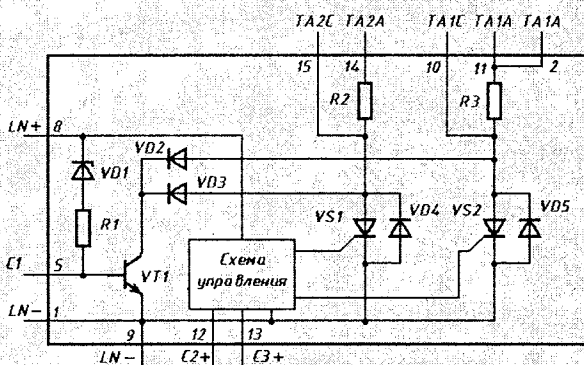 TA2C TA2A TA1C TA1A TA1A
15 14 10 11 2
R2 R3
LN+ 8
VD2
VD1
VD3
R1
VS1 VD4 VS2 VD5
C1 5
VT1
Схема
управления
LN- 1
9 12 13
LN- C2+ C3+